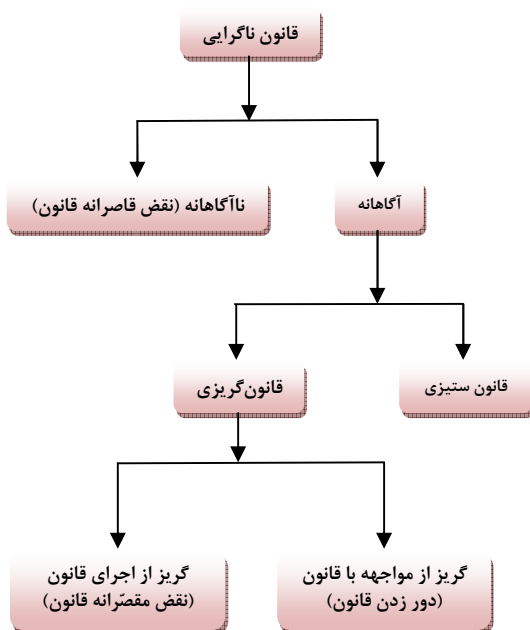 قانون ناگرایی
آگاهانه
ناآگاهانه (نقض قاصرانه قانون)
قانون ستیزی
قانون‌گریزی
گریز از مواجهه با قانون
(دور زدن قانون)
گریز از اجرای قانون
(نقض مقصّرانه قانون)